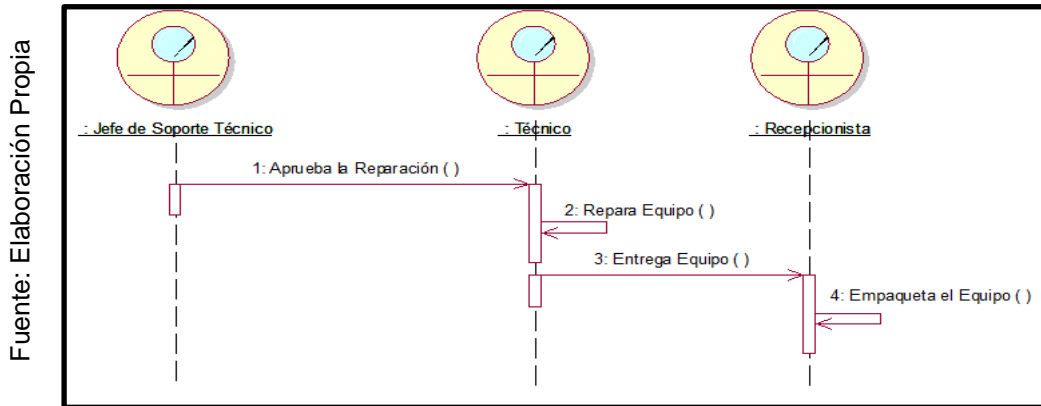 Fuente: Elaboración Propia
: Jefe de Soporte Técnico
: Técnico
: Recepcionista
1: Aprueba la Reparación ( )
2: Repara Equipo ( )
3: Entrega Equipo ( )
4: Empaqueta el Equipo ( )